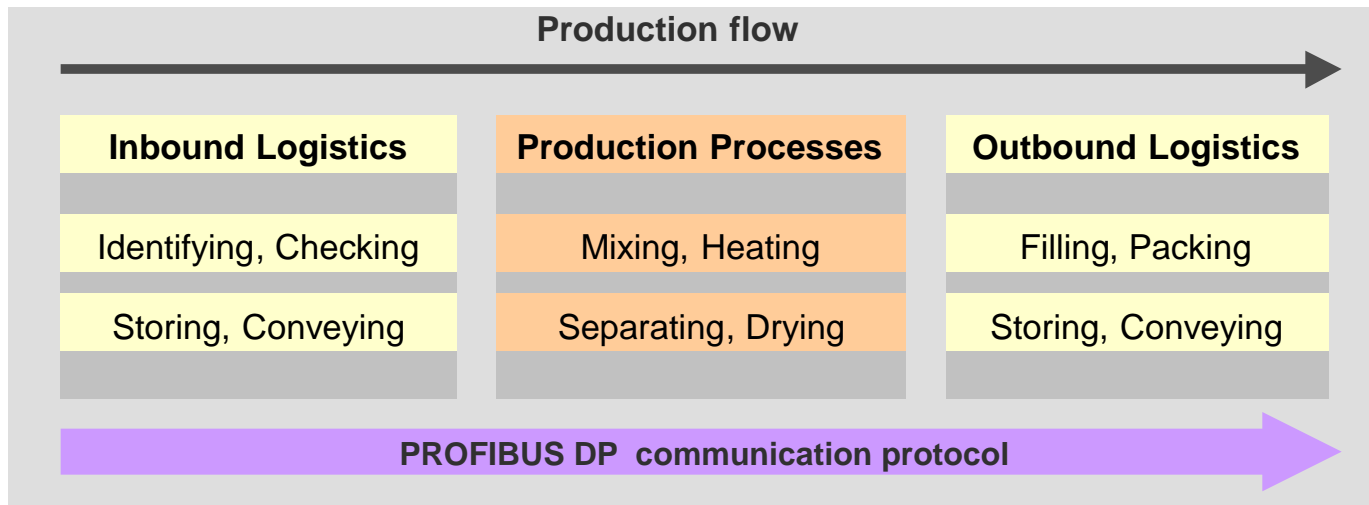 Production flow
Inbound Logistics
Identifying, Checking
Storing, Conveying
Production Processes
Mixing, Heating
Separating, Drying
Outbound Logistics
Filling, Packing
Storing, Conveying
PROFIBUS DP communication protocol